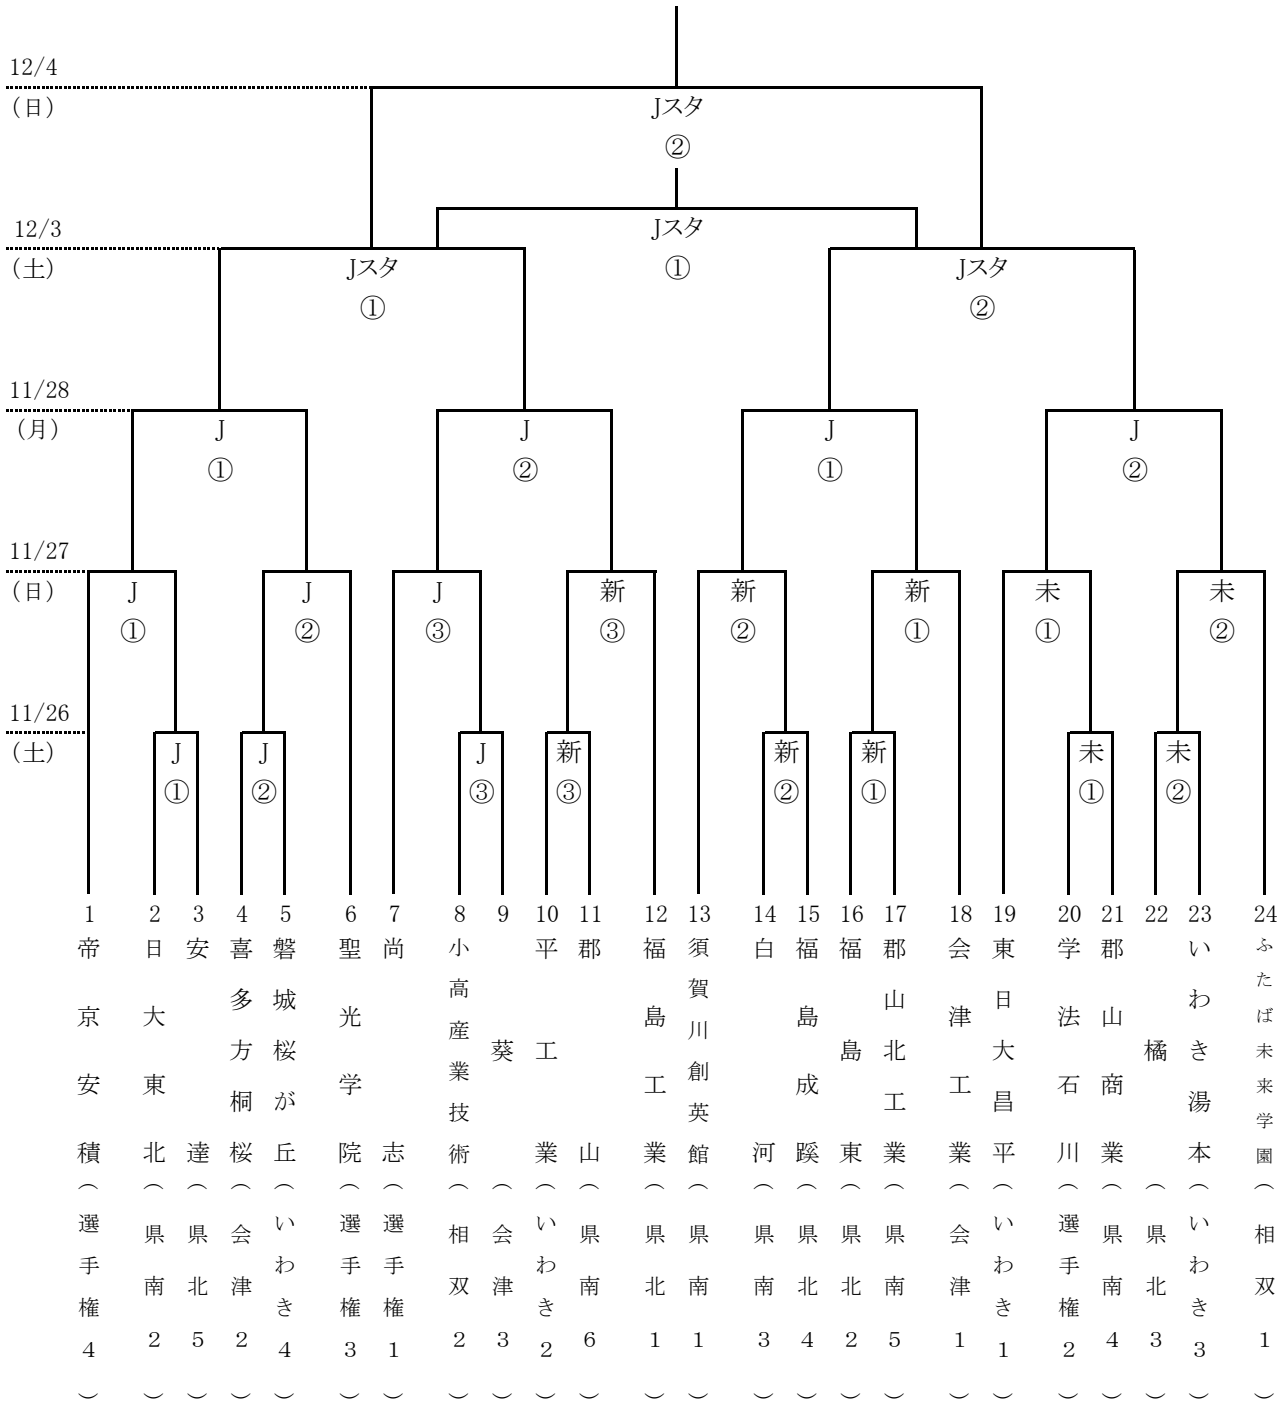 12/4
(日)
Jスタ
②
12/3
(土)
Jスタ
①
Jスタ
①
Jスタ
②
11/28
(月)
J
①
J
②
J
①
J
②
11/27
(日)
J
①
J
②
J
③
新
③
新
②
新
①
未
①
未
②
11/26
(土)
J
①
J
②
J
③
新
③
新
②
新
①
未
①
未
②
1 帝京安積(選手権4)
2 日大東北(県南2)
3 安達(県北5)
4 喜多方桐桜(会津2)
5 磐城桜が丘(いわき4)
6 聖光学院(選手権3)
7 尚志(選手権1)
8 小高産業技術(相双2)
9 葵(会津3)
10 平工業(いわき2)
11 郡山(県南6)
12 福島工業(県北1)
13 須賀川創英館(県南1)
14 白河(県南3)
15 福島成蹊(県北4)
16 福島東(県北2)
17 郡山北工業(県南5)
18 会津工業(会津1)
19 東日大昌平(いわき1)
20 学法石川(選手権2)
21 郡山商業(県南4)
22 橘(県北3)
23 いわき湯本(いわき3)
24 ふたば未来学園(相双1)